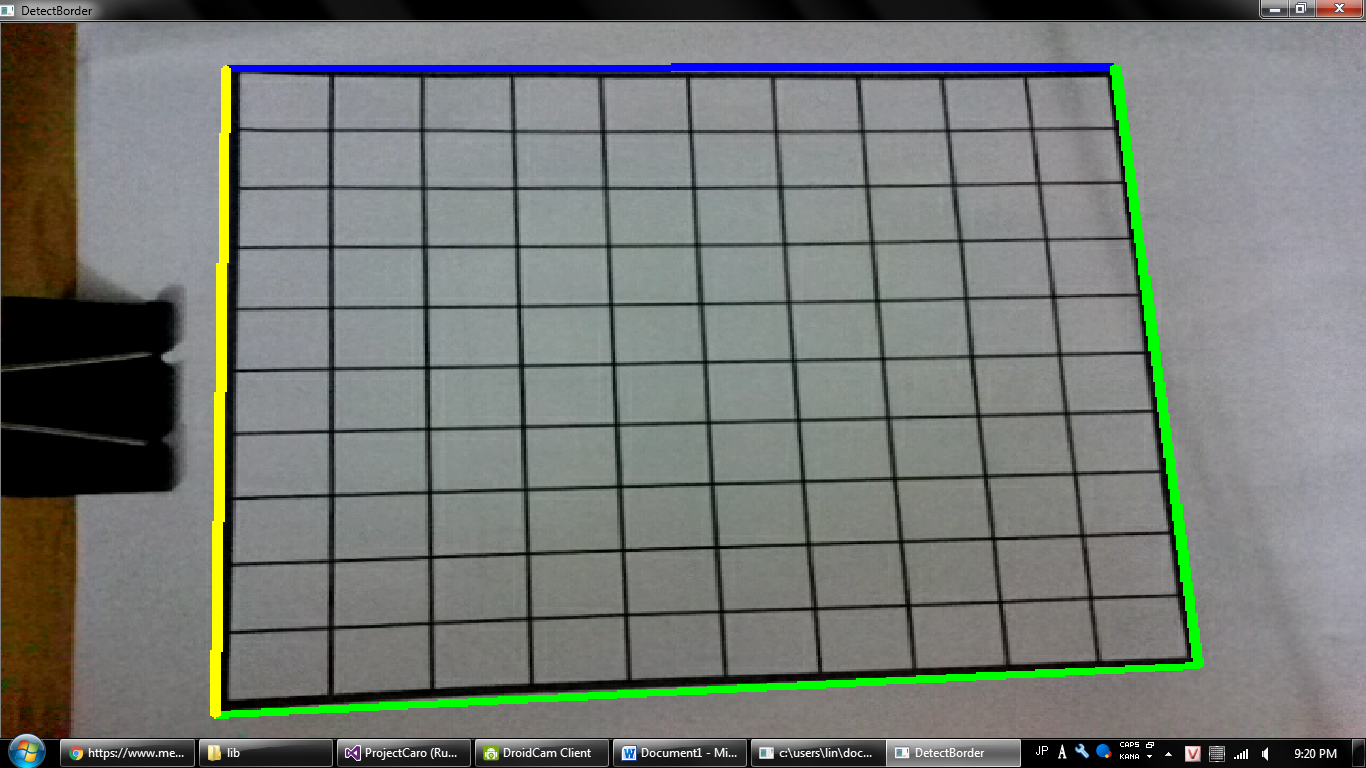 DetectBorder
https://www.me...
lib
ProjectCaro (Ru...
DroidCam Client
Document1 - Mi...
c:\users\lin\doc...
DetectBorder
JP
A
CAPS
KANA
V
9:20 PM